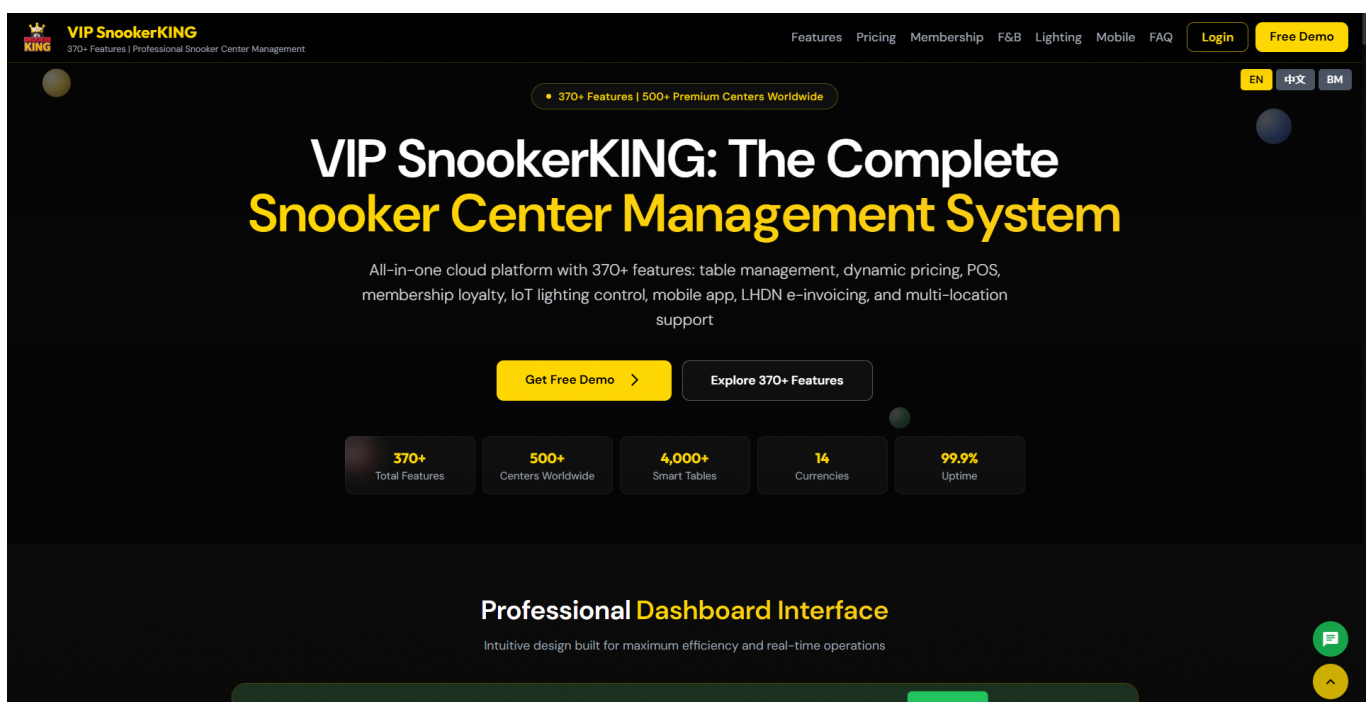 SNOOKER
KING
VIP SnookerKING
370+ Features | Professional Snooker Center Management
Features
Pricing
Membership
F&B
Lighting
Mobile
FAQ
Login
Free Demo
EN
中文
BM
370+ Features | 500+ Premium Centers Worldwide
VIP SnookerKING: The Complete
Snooker Center Management System
All-in-one cloud platform with 370+ features: table management, dynamic pricing, POS,
membership loyalty, IoT lighting control, mobile app, LHDN e-invoicing, and multi-location
support
Get Free Demo
Explore 370+ Features
370+
Total Features
500+
Centers Worldwide
4,000+
Smart Tables
14
Currencies
99.9%
Uptime
Professional Dashboard Interface
Intuitive design built for maximum efficiency and real-time operations